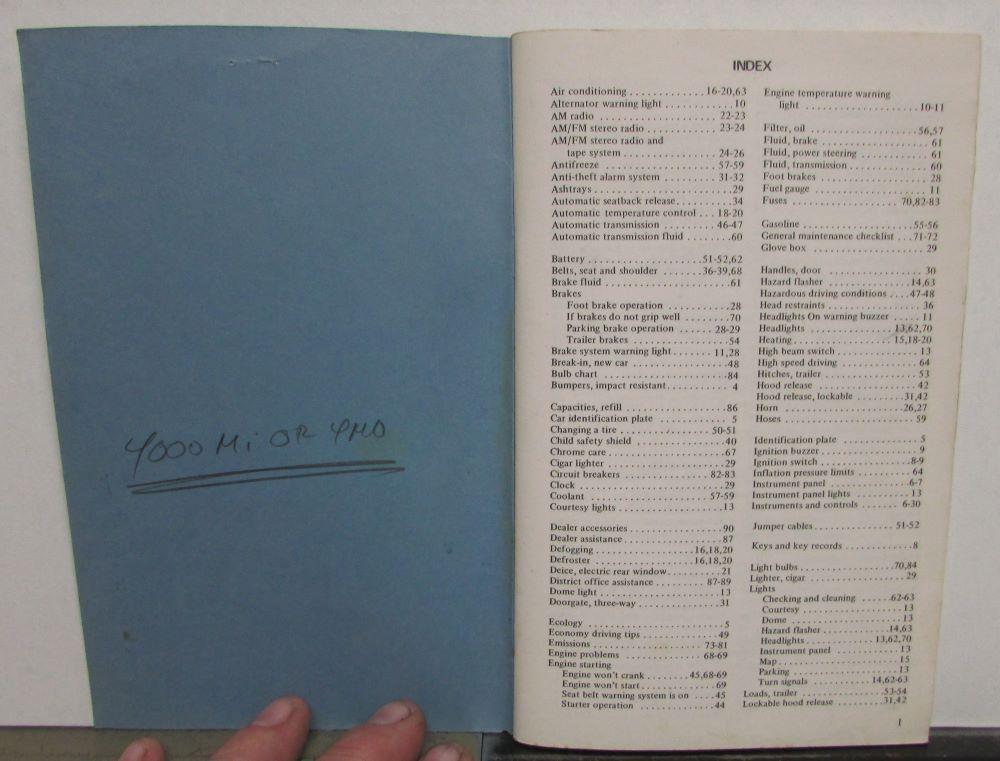 4000 Mi OR 4MO
INDEX
Air conditioning . . . . . . . . . . . . 16-20,63
Alternator warning light . . . . . . . . . . . 10
AM radio . . . . . . . . . . . . . . . . . . . 22-23
AM/FM stereo radio . . . . . . . . . . . . 23-24
AM/FM stereo radio and
tape system . . . . . . . . . . . . . . . 24-26
Antifreeze . . . . . . . . . . . . . . . . . . 57-59
Anti-theft alarm system . . . . . . . . . 31-32
Ashtrays . . . . . . . . . . . . . . . . . . . . . 29
Automatic seatback release . . . . . . . . . 34
Automatic temperature control . . . 18-20
Automatic transmission . . . . . . . . . 46-47
Automatic transmission fluid . . . . . . . . 60
Battery . . . . . . . . . . . . . . . . . . 51-52,62
Belts, seat and shoulder . . . . . . . 36-39,68
Brake fluid . . . . . . . . . . . . . . . . . . . . 61
Brakes
Foot brake operation . . . . . . . . . . . 28
If brakes do not grip well . . . . . . . . 70
Parking brake operation . . . . . . 28-29
Trailer brakes . . . . . . . . . . . . . . . . 54
Brake system warning light . . . . . . . 11,28
Break-in, new car . . . . . . . . . . . . . . . . 48
Bulb chart . . . . . . . . . . . . . . . . . . . . 84
Bumpers, impact resistant . . . . . . . . . . 4
Capacities, refill . . . . . . . . . . . . . . . . . 86
Car identification plate . . . . . . . . . . . . 5
Changing a tire . . . . . . . . . . . . . . . 50-51
Child safety shield . . . . . . . . . . . . . . . 40
Chrome care . . . . . . . . . . . . . . . . . . . 67
Cigar lighter . . . . . . . . . . . . . . . . . . . 29
Circuit breakers . . . . . . . . . . . . . . 82-83
Clock . . . . . . . . . . . . . . . . . . . . . . . . 29
Coolant . . . . . . . . . . . . . . . . . . . . 57-59
Courtesy lights . . . . . . . . . . . . . . . . . . 13
Dealer accessories . . . . . . . . . . . . . . . . 90
Dealer assistance . . . . . . . . . . . . . . . . . 87
Defogging . . . . . . . . . . . . . . . . . 16,18,20
Defroster . . . . . . . . . . . . . . . . . . 16,18,20
Deice, electric rear window . . . . . . . . . 21
District office assistance . . . . . . . . . 87-89
Dome light . . . . . . . . . . . . . . . . . . . . . 13
Doorgate, three-way . . . . . . . . . . . . . . 31
Ecology . . . . . . . . . . . . . . . . . . . . . . . 5
Economy driving tips . . . . . . . . . . . . . 49
Emissions . . . . . . . . . . . . . . . . . . . 73-81
Engine problems . . . . . . . . . . . . . . 68-69
Engine starting
Engine won't crank . . . . . . . . 45,68-69
Engine won't start . . . . . . . . . . . . . 69
Seat belt warning system is on . . . . 45
Starter operation . . . . . . . . . . . . . . 44
Engine temperature warning
light . . . . . . . . . . . . . . . . . . . 10-11
Filter, oil . . . . . . . . . . . . . . . . . . . 56,57
Fluid, brake . . . . . . . . . . . . . . . . . . . . 61
Fluid, power steering . . . . . . . . . . . . . 61
Fluid, transmission . . . . . . . . . . . . . . . 60
Foot brakes . . . . . . . . . . . . . . . . . . . . 28
Fuel gauge . . . . . . . . . . . . . . . . . . . . 11
Fuses . . . . . . . . . . . . . . . . . . . . 70,82-83
Gasoline . . . . . . . . . . . . . . . . . . . 55-56
General maintenance checklist . . . 71-72
Glove box . . . . . . . . . . . . . . . . . . . . . 29
Handles, door . . . . . . . . . . . . . . . . . . 30
Hazard flasher . . . . . . . . . . . . . . . . 14,63
Hazardous driving conditions . . . . 47-48
Head restraints . . . . . . . . . . . . . . . . . 36
Headlights On warning buzzer . . . . . 11
Headlights . . . . . . . . . . . . . . . . 13,62,70
Heating . . . . . . . . . . . . . . . . . . 15,18-20
High beam switch . . . . . . . . . . . . . . . 13
High speed driving . . . . . . . . . . . . . . 64
Hitches, trailer . . . . . . . . . . . . . . . . . 53
Hood release . . . . . . . . . . . . . . . . . . 42
Hood release, lockable . . . . . . . . . 31,42
Horn . . . . . . . . . . . . . . . . . . . . . . 26,27
Hoses . . . . . . . . . . . . . . . . . . . . . . . . 59
Identification plate . . . . . . . . . . . . . . 5
Ignition buzzer . . . . . . . . . . . . . . . . . 9
Ignition switch . . . . . . . . . . . . . . . . 8-9
Inflation pressure limits . . . . . . . . . . 64
Instrument panel . . . . . . . . . . . . . . 6-7
Instrument panel lights . . . . . . . . . . 13
Instruments and controls . . . . . . . 6-30
Jumper cables . . . . . . . . . . . . . . . 51-52
Keys and key records . . . . . . . . . . . . 8
Light bulbs . . . . . . . . . . . . . . . . . . 70,84
Lighter, cigar . . . . . . . . . . . . . . . . . . 29
Lights
Checking and cleaning . . . . . . 62-63
Courtesy . . . . . . . . . . . . . . . . . . . 13
Dome . . . . . . . . . . . . . . . . . . . . . 13
Hazard flasher . . . . . . . . . . . . . 14,63
Headlights . . . . . . . . . . . . . . 13,62,70
Instrument panel . . . . . . . . . . . . . 13
Map . . . . . . . . . . . . . . . . . . . . . . 15
Parking . . . . . . . . . . . . . . . . . . . . 13
Turn signals . . . . . . . . . . . . 14,62-63
Loads, trailer . . . . . . . . . . . . . . . . 53-54
Lockable hood release . . . . . . . . . 31,42
1